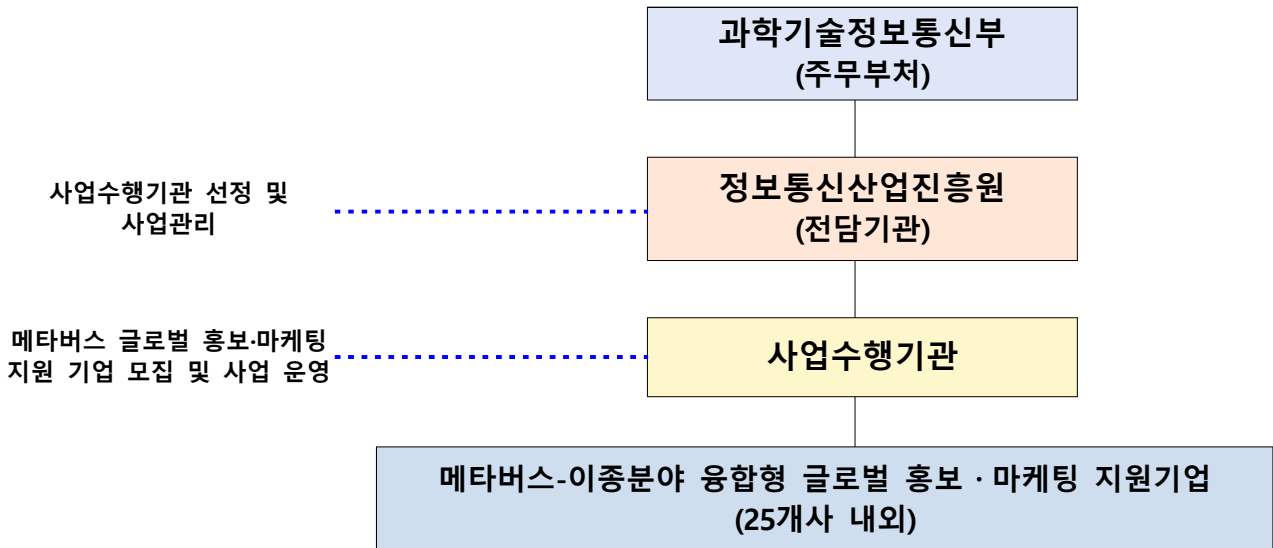 과학기술정보통신부
(주무부처)
사업수행기관 선정 및
사업관리
정보통신산업진흥원
(전담기관)
메타버스 글로벌 홍보·마케팅
지원 기업 모집 및 사업 운영
사업수행기관
메타버스-이종분야 융합형 글로벌 홍보 · 마케팅 지원기업
(25개사 내외)